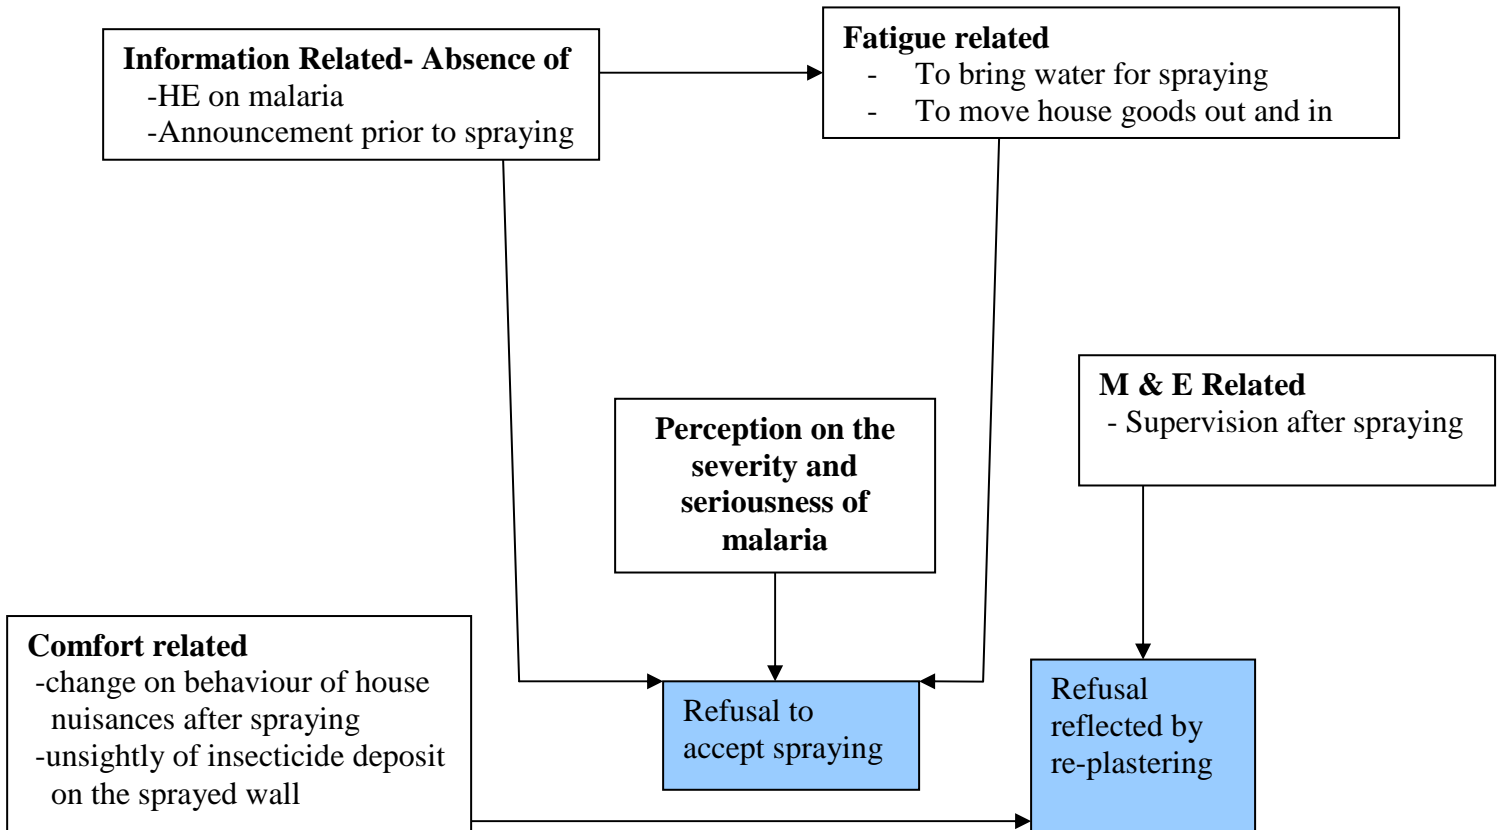 Information Related- Absence of
-HE on malaria
-Announcement prior to spraying
Fatigue related
- To bring water for spraying
- To move house goods out and in
Perception on the
severity and
seriousness of
malaria
M & E Related
- Supervision after spraying
Comfort related
-change on behaviour of house
nuisances after spraying
-unsightly of insecticide deposit
on the sprayed wall
Refusal to
accept spraying
Refusal
reflected by
re-plastering